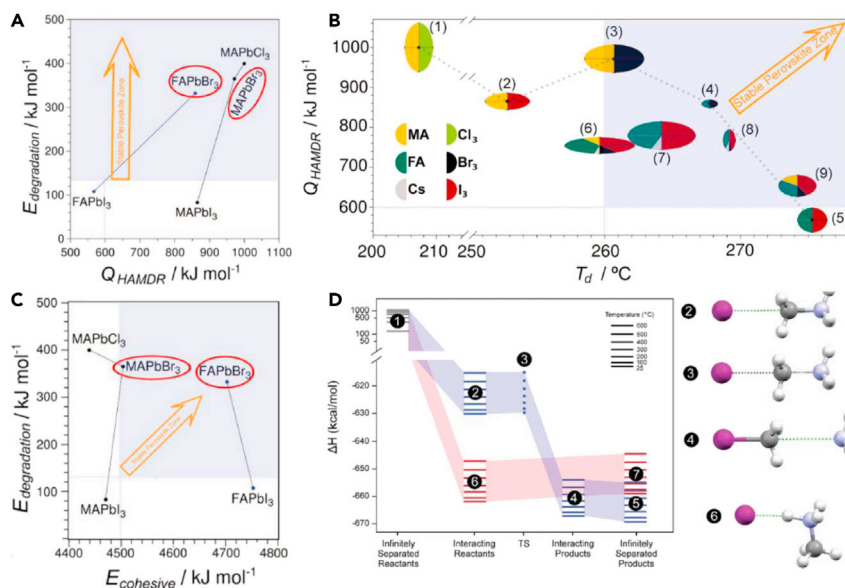 A
E_degradation / kJ mol⁻¹
500
400
300
200
100
0
Stable Perovskite Zone
FAPbBr₃
MAPbCl₃
MAPbBr₃
FAPbI₃
MAPbI₃
500 600 700 800 900 1000 1100
Q_HAMDR / kJ mol⁻¹
B
Q_HAMDR / kJ mol⁻¹
1000
900
800
700
600
500
(1)
(2)
(3)
(4)
(6)
(7)
(8)
(9)
(5
Stable Perovskite Zone
MA Cl₃
FA Br₃
Cs I₃
200 210 250 260 270
T_d / ºC
C
E_degradation / kJ mol⁻¹
500
400
300
200
100
0
MAPbCl₃
MAPbBr₃
FAPbBr₃
Stable Perovskite Zone
MAPbI₃
FAPbI₃
4400 4500 4600 4700 4800
E_cohesive / kJ mol⁻¹
D
ΔH (kcal/mol)
1000
500
100
50
-620
-630
-640
-650
-660
-670
1
2
3
4
5
6
7
Temperature (°C)
600
500
400
300
200
100
25
Infinitely Separated Reactants
Interacting Reactants
TS
Interacting Products
Infinitely Separated Products
2
3
4
6